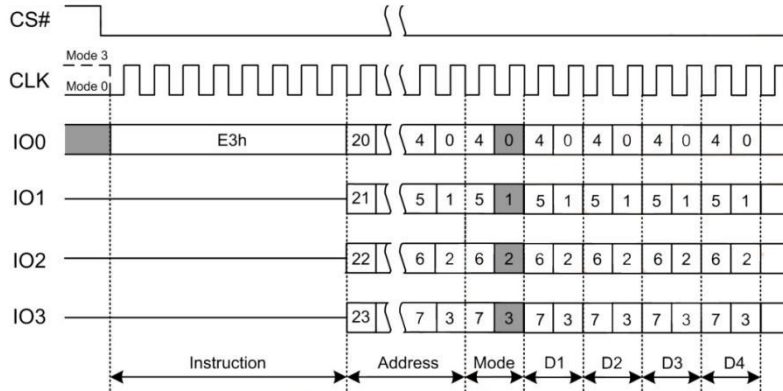 CS#
Mode 3
CLK
Mode 0
IO0 E3h 20 4 0 4 0 4 0 4 0 4 0 4 0
IO1 21 5 1 5 1 5 1 5 1 5 1 5 1
IO2 22 6 2 6 2 6 2 6 2 6 2 6 2
IO3 23 7 3 7 3 7 3 7 3 7 3 7 3
Instruction Address Mode D1 D2 D3 D4